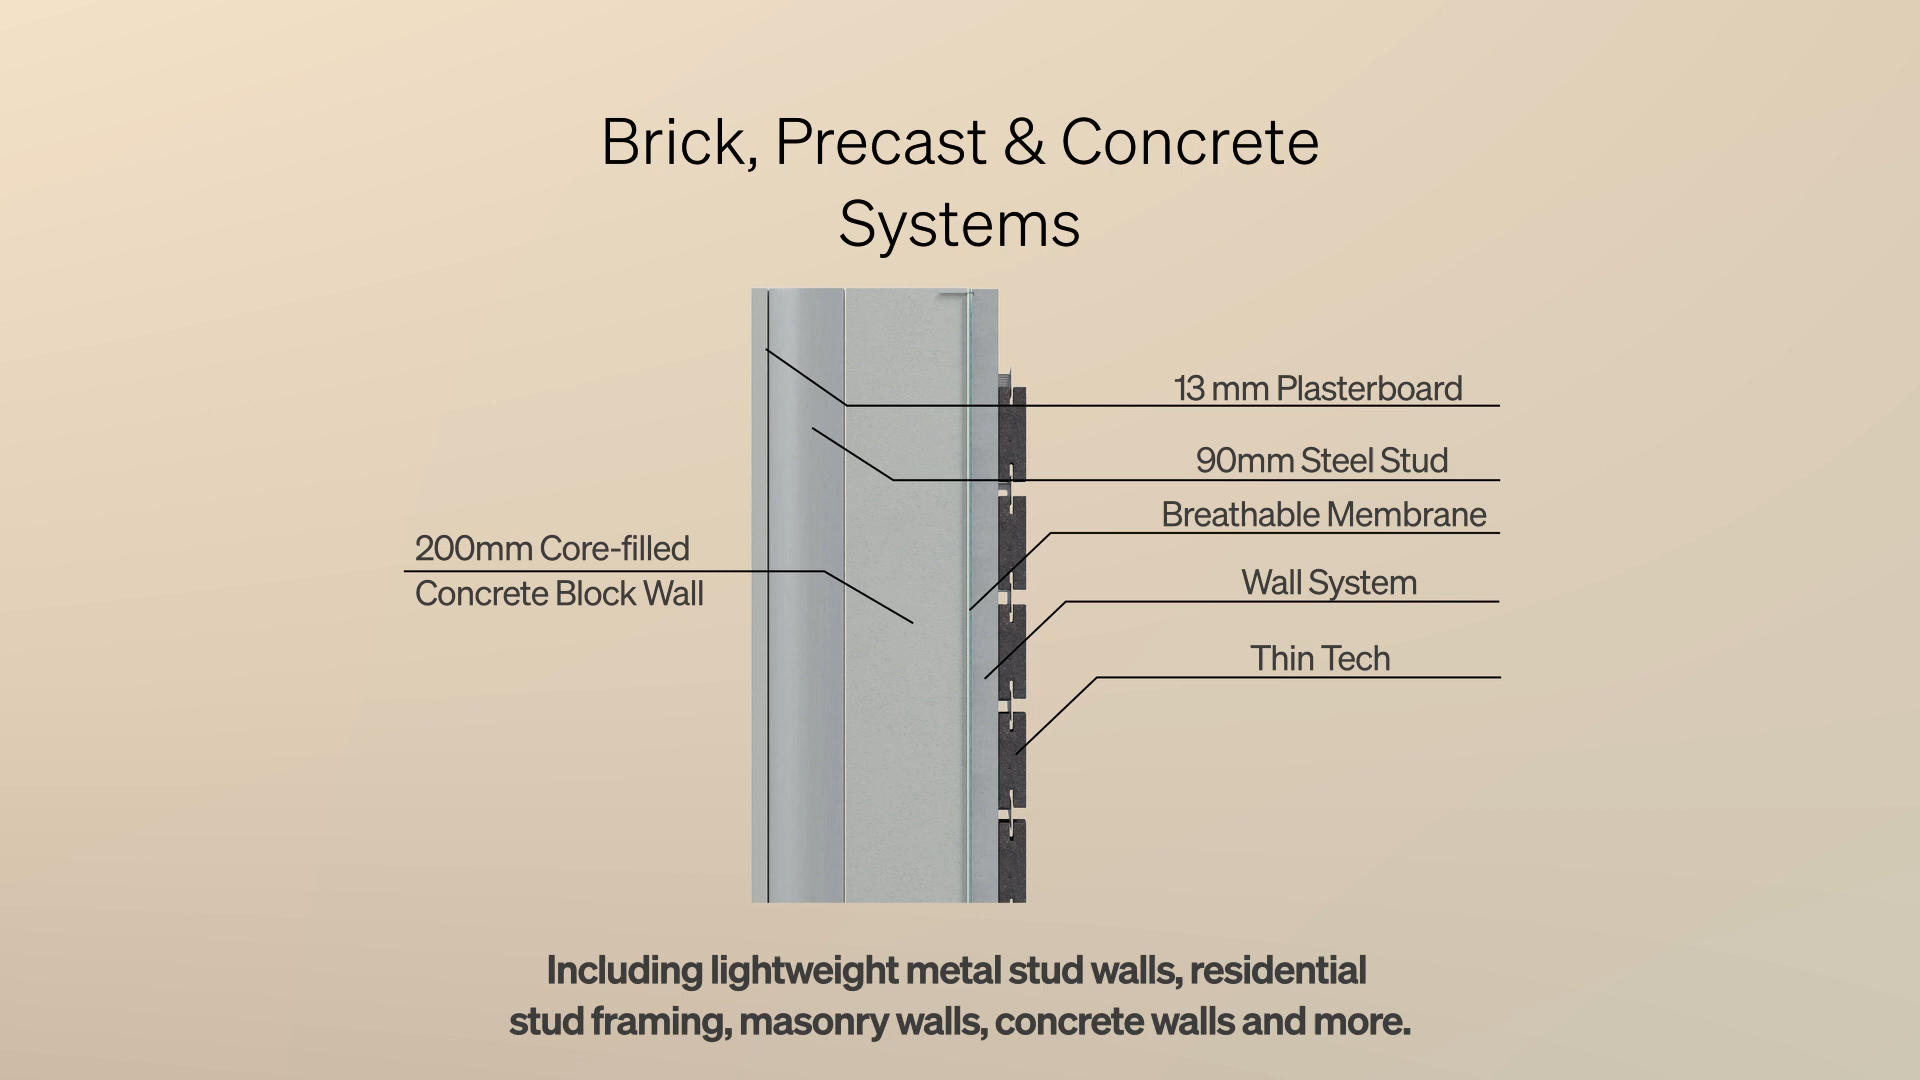 Brick, Precast & Concrete
Systems
13 mm Plasterboard
90mm Steel Stud
Breathable Membrane
200mm Core-filled
Concrete Block Wall
Wall System
Thin Tech
Including lightweight metal stud walls, residential
stud framing, masonry walls, concrete walls and more.